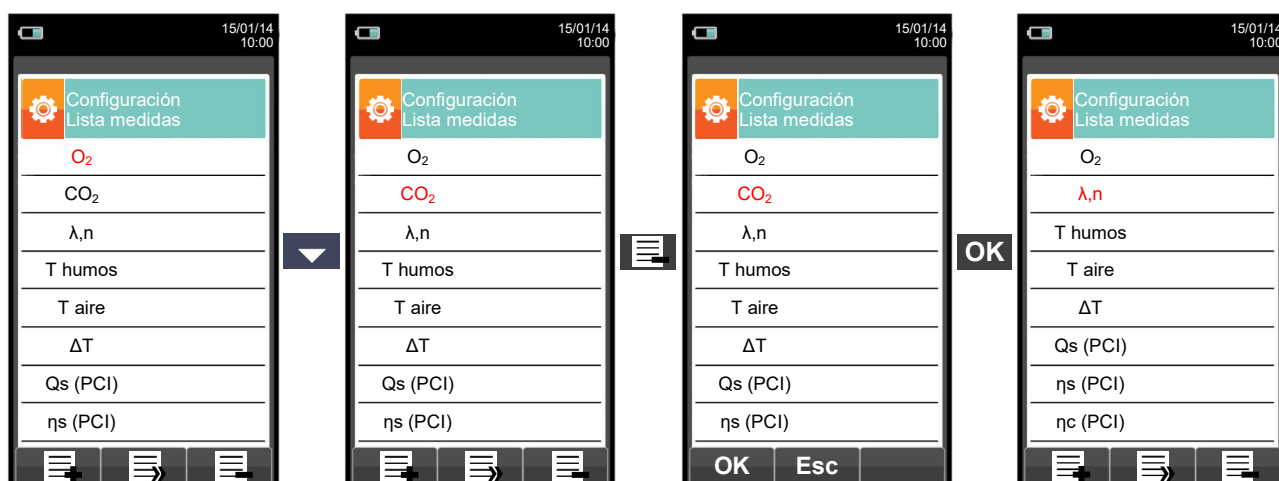 15/01/14
10:00
Configuración
Lista medidas
O₂
CO₂
λ,n
T humos
T aire
ΔT
Qs (PCI)
ηs (PCI)
15/01/14
10:00
Configuración
Lista medidas
O₂
CO₂
λ,n
T humos
T aire
ΔT
Qs (PCI)
ηs (PCI)
15/01/14
10:00
Configuración
Lista medidas
O₂
CO₂
λ,n
T humos
T aire
ΔT
Qs (PCI)
ηs (PCI)
OK Esc
OK
15/01/14
10:00
Configuración
Lista medidas
O₂
λ,n
T humos
T aire
ΔT
Qs (PCI)
ηs (PCI)
ηc (PCI)